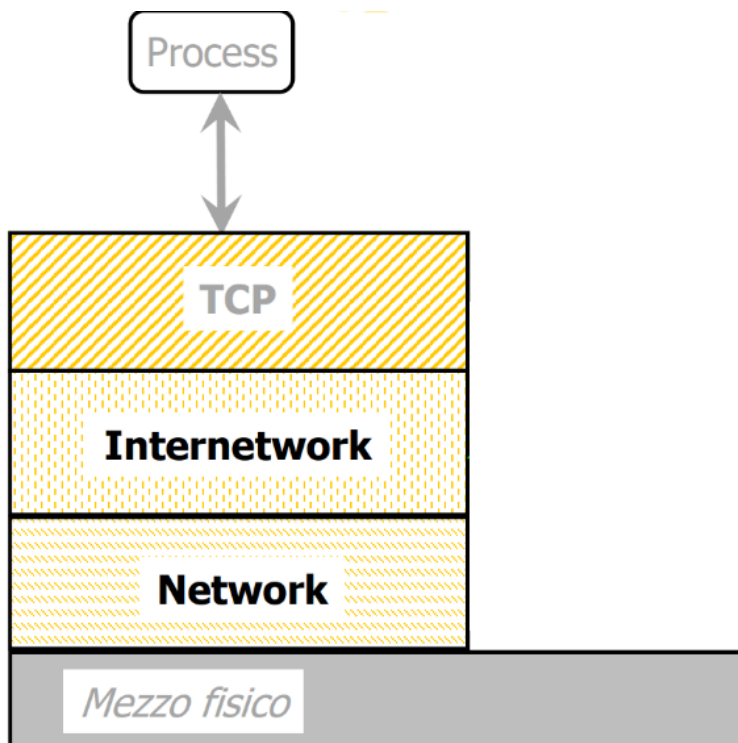 Process
TCP
Internetwork
Network
Mezzo fisico